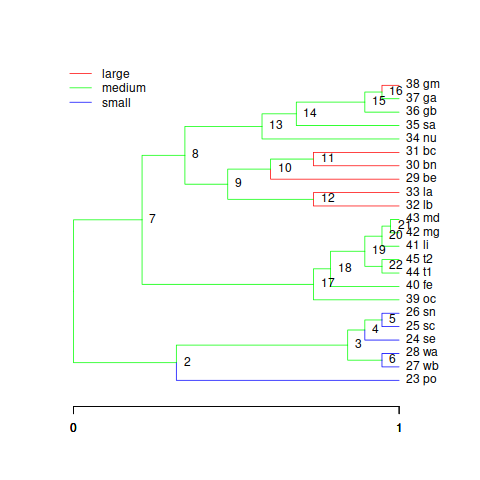 large
medium
small
38 gm
16
37 ga
15
36 gb
14
35 sa
13
34 nu
31 bc
11
30 bn
10
29 be
8
9
33 la
12
32 lb
43 md
21
7
42 mg
20
41 li
19
45 t2
22
18
44 t1
17
40 fe
39 oc
26 sn
5
25 sc
4
24 se
3
28 wa
6
2
27 wb
23 po
0 1